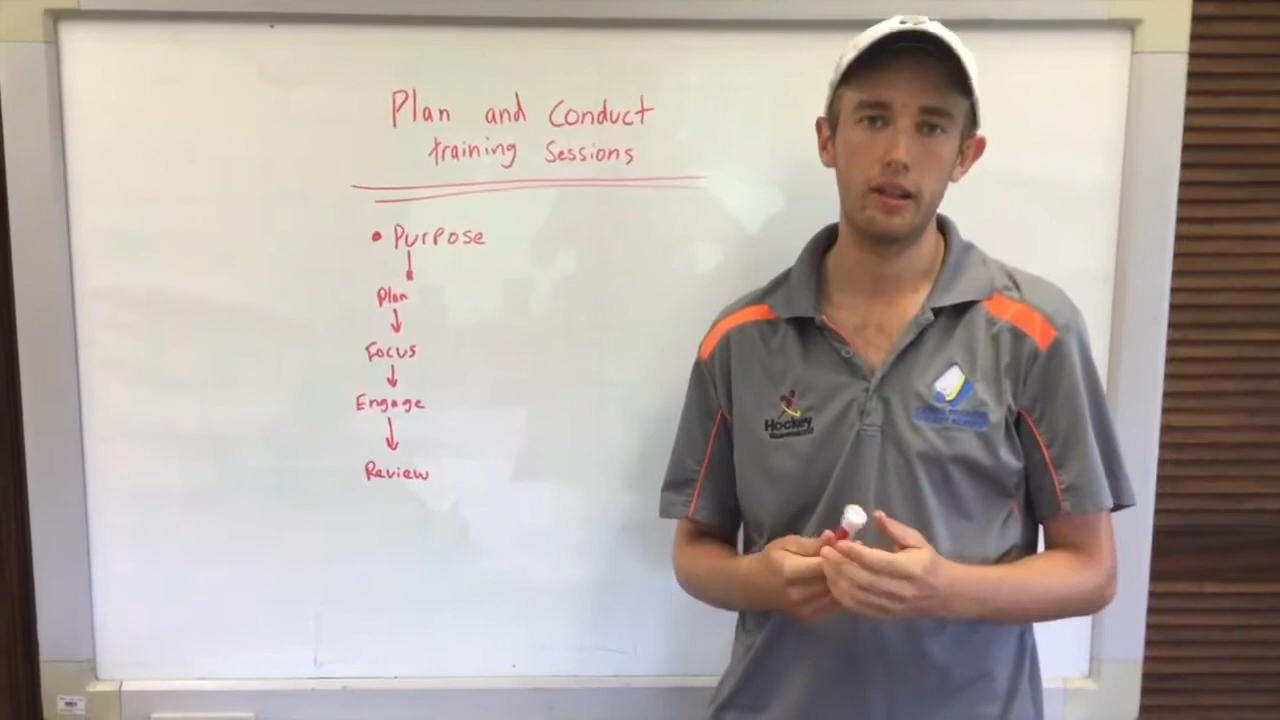 Plan and Conduct
training Sessions
• Purpose
Plan
Focus
Engage
Review
Hockey